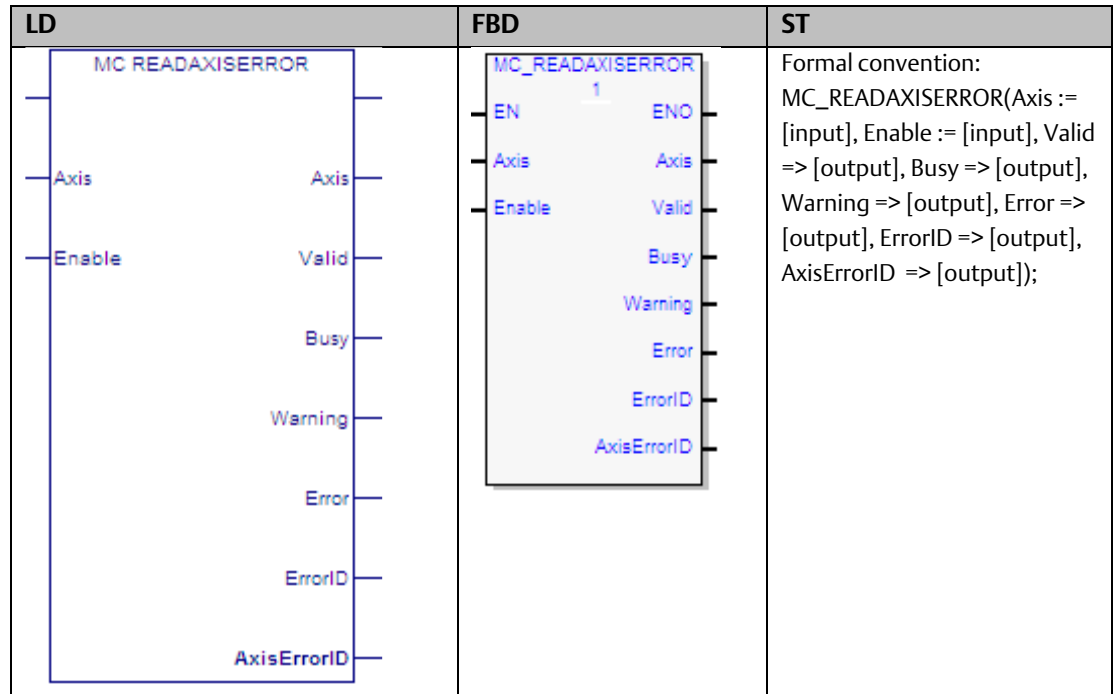 LD
FBD
ST
MC READAXISERROR
Axis Axis
Enable Valid
Busy
Warning
Error
ErrorID
AxisErrorID
MC_READAXISERROR
1
EN ENO
Axis Axis
Enable Valid
Busy
Warning
Error
ErrorID
AxisErrorID
Formal convention:
MC_READAXISERROR(Axis :=
[input], Enable := [input], Valid
=> [output], Busy => [output],
Warning => [output], Error =>
[output], ErrorID => [output],
AxisErrorID => [output]);